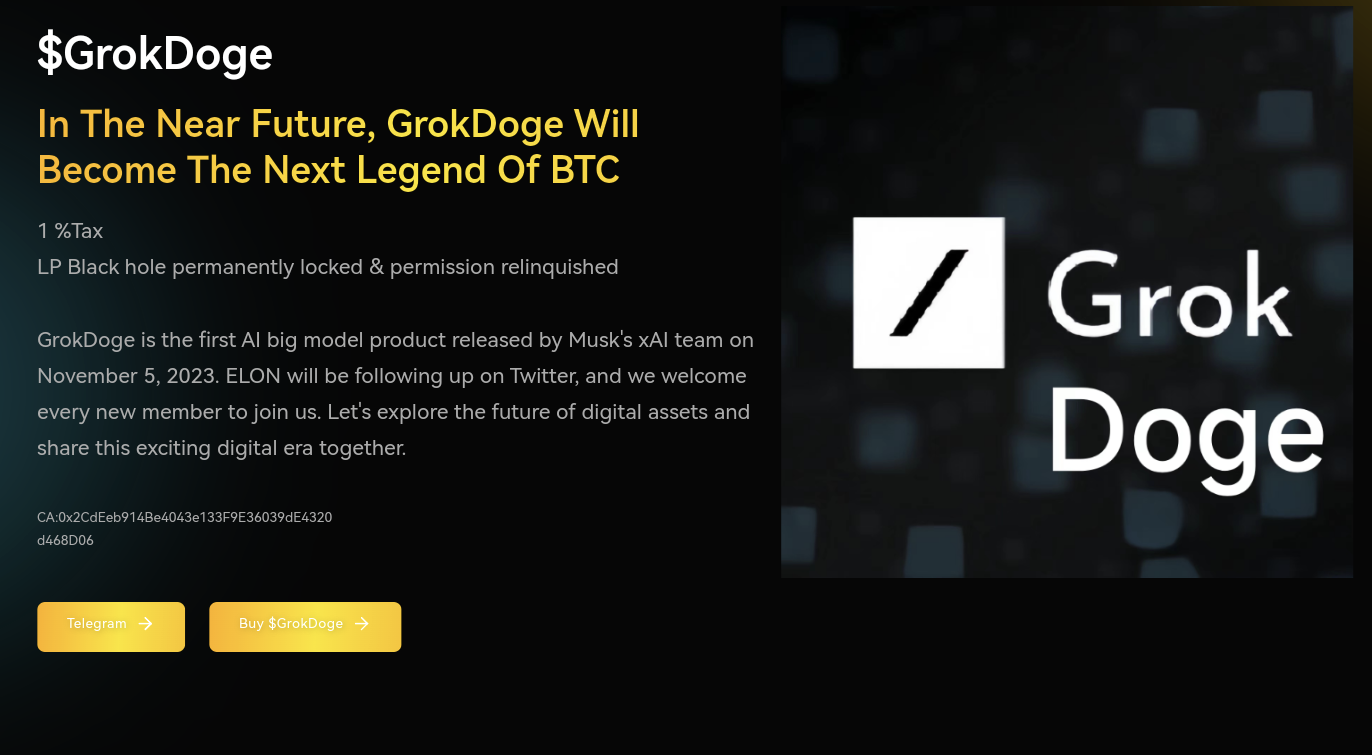 $GrokDoge
In The Near Future, GrokDoge Will
Become The Next Legend Of BTC
1 %Tax
LP Black hole permanently locked & permission relinquished
GrokDoge is the first AI big model product released by Musk's xAI team on
November 5, 2023. ELON will be following up on Twitter, and we welcome
every new member to join us. Let's explore the future of digital assets and
share this exciting digital era together.
CA:0x2CdEeb914Be4043e133F9E36039dE4320
d468D06
Telegram
Buy $GrokDoge
Grok
Doge